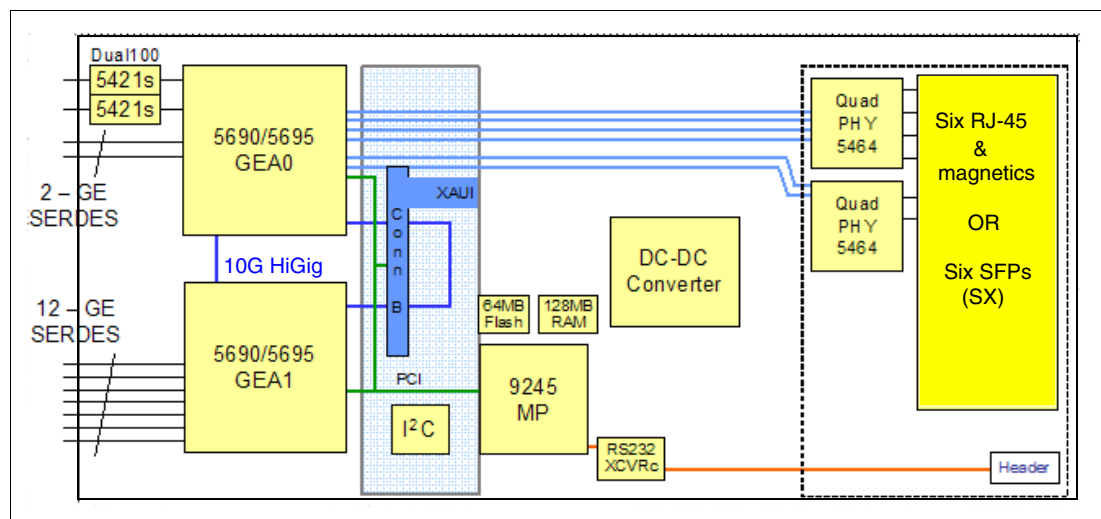 Dual100
5421s
5421s
5690/5695
GEA0
2 – GE
SERDES
10G HiGig
12 – GE
SERDES
5690/5695
GEA1
XAUI
Conn
B
PCI
I²C
64MB
Flash
128MB
RAM
9245
MP
RS232
XCVRc
DC-DC
Converter
Quad
PHY
5464
Quad
PHY
5464
Six RJ-45
&
magnetics
OR
Six SFPs
(SX)
Header